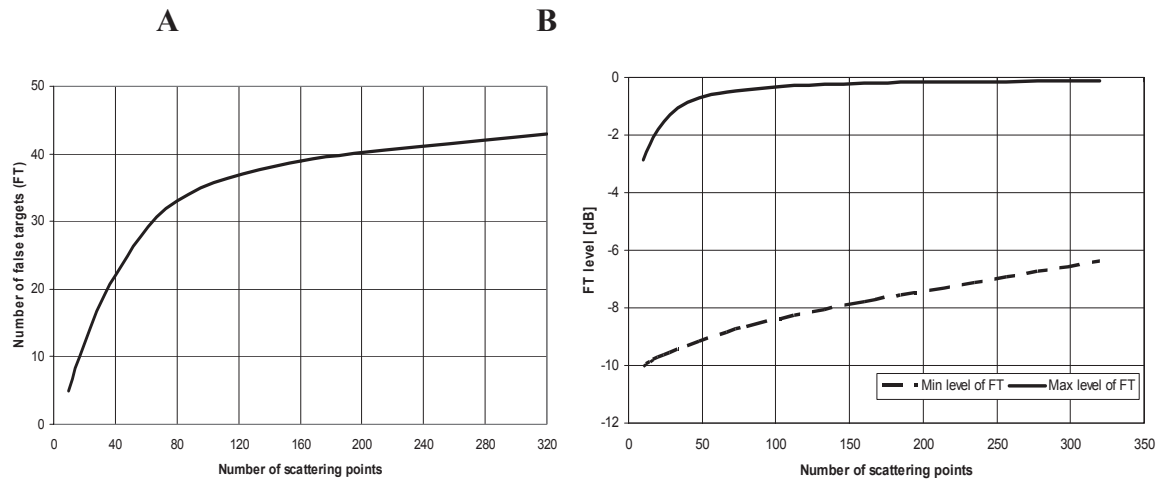 A
B
50
40
30
20
10
0
Number of false targets (FT)
0 40 80 120 160 200 240 280 320
Number of scattering points
0
-2
-4
-6
-8
-10
-12
FT level [dB]
Min level of FT Max level of FT
0 50 100 150 200 250 300 350
Number of scattering points